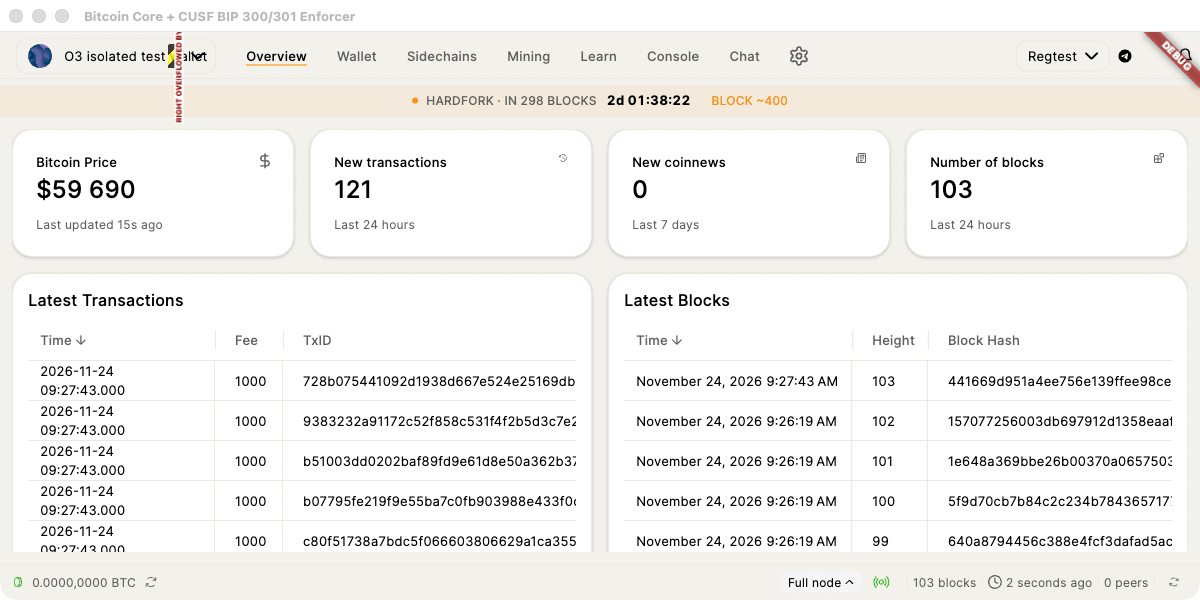 Bitcoin Core + CUSF BIP 300/301 Enforcer
O3 isolated test
RIGHT OVERFLOWED BY
Overview
Wallet
Sidechains
Mining
Learn
Console
Chat
Regtest
DEBUG
HARDFORK · IN 298 BLOCKS 2d 01:38:22 BLOCK ~400
Bitcoin Price
$59 690
Last updated 15s ago
New transactions
121
Last 24 hours
New coinnews
0
Last 7 days
Number of blocks
103
Last 24 hours
Latest Transactions
Time Fee TxID
2026-11-24
09:27:43.000
1000 728b075441092d1938d667e524e25169db
2026-11-24
09:27:43.000
1000 9383232a91172c52f858c531f4f2b5d3c7e2
2026-11-24
09:27:43.000
1000 b51003dd0202baf89fd9e61d8e50a362b37
2026-11-24
09:27:43.000
1000 b07795fe219f9e55ba7c0fb903988e433f0c
2026-11-24
09:27:43.000
1000 c80f51738a7bdc5f066603806629a1ca355
Latest Blocks
Time Height Block Hash
November 24, 2026 9:27:43 AM 103 441669d951a4ee756e139ffee98ce
November 24, 2026 9:26:19 AM 102 157077256003db697912d1358eaaf
November 24, 2026 9:26:19 AM 101 1e648a369bbe26b00370a0657503
November 24, 2026 9:26:19 AM 100 5f9d70cb7b84c2c234b7843657177
November 24, 2026 9:26:19 AM 99 640a8794456c388e4fcf3dafad5ac
0.0000,0000 BTC
Full node
103 blocks
2 seconds ago
0 peers